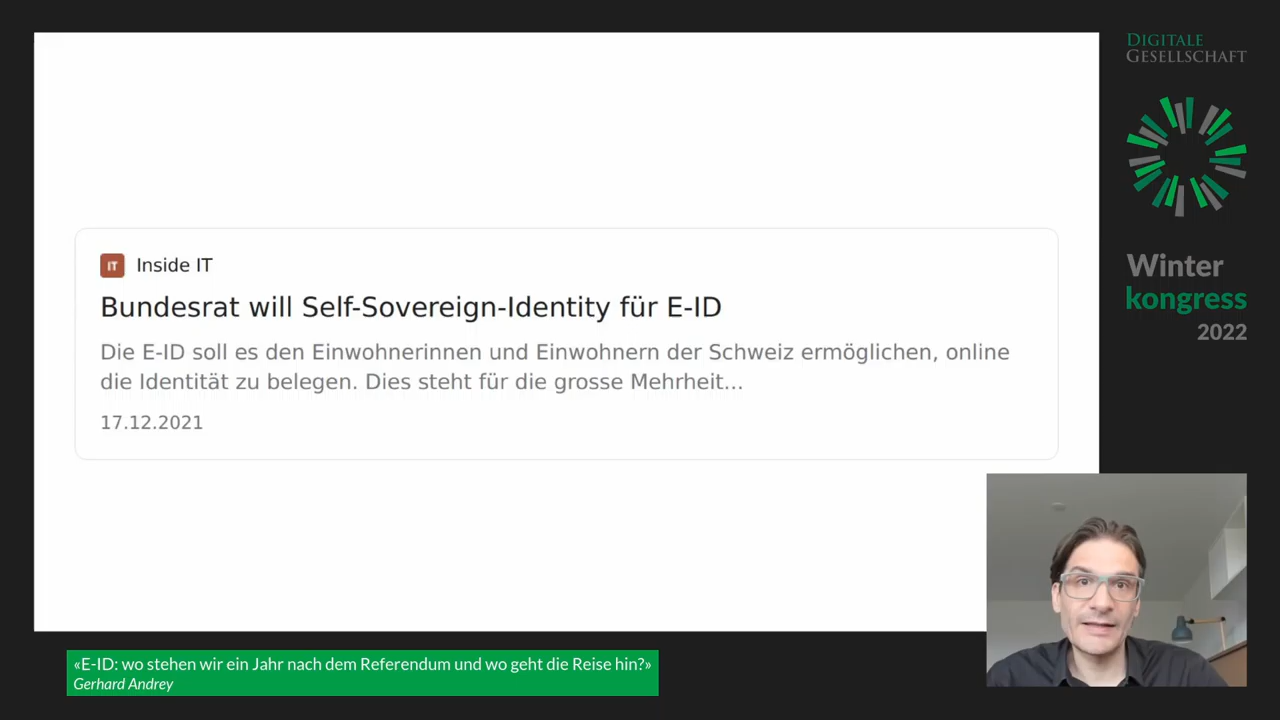 DIGITALE
GESELLSCHAFT
IT Inside IT
Bundesrat will Self-Sovereign-Identity für E-ID
Die E-ID soll es den Einwohnerinnen und Einwohnern der Schweiz ermöglichen, online
die Identität zu belegen. Dies steht für die grosse Mehrheit...
17.12.2021
Winter
kongress
2022
«E-ID: wo stehen wir ein Jahr nach dem Referendum und wo geht die Reise hin?»
Gerhard Andrey